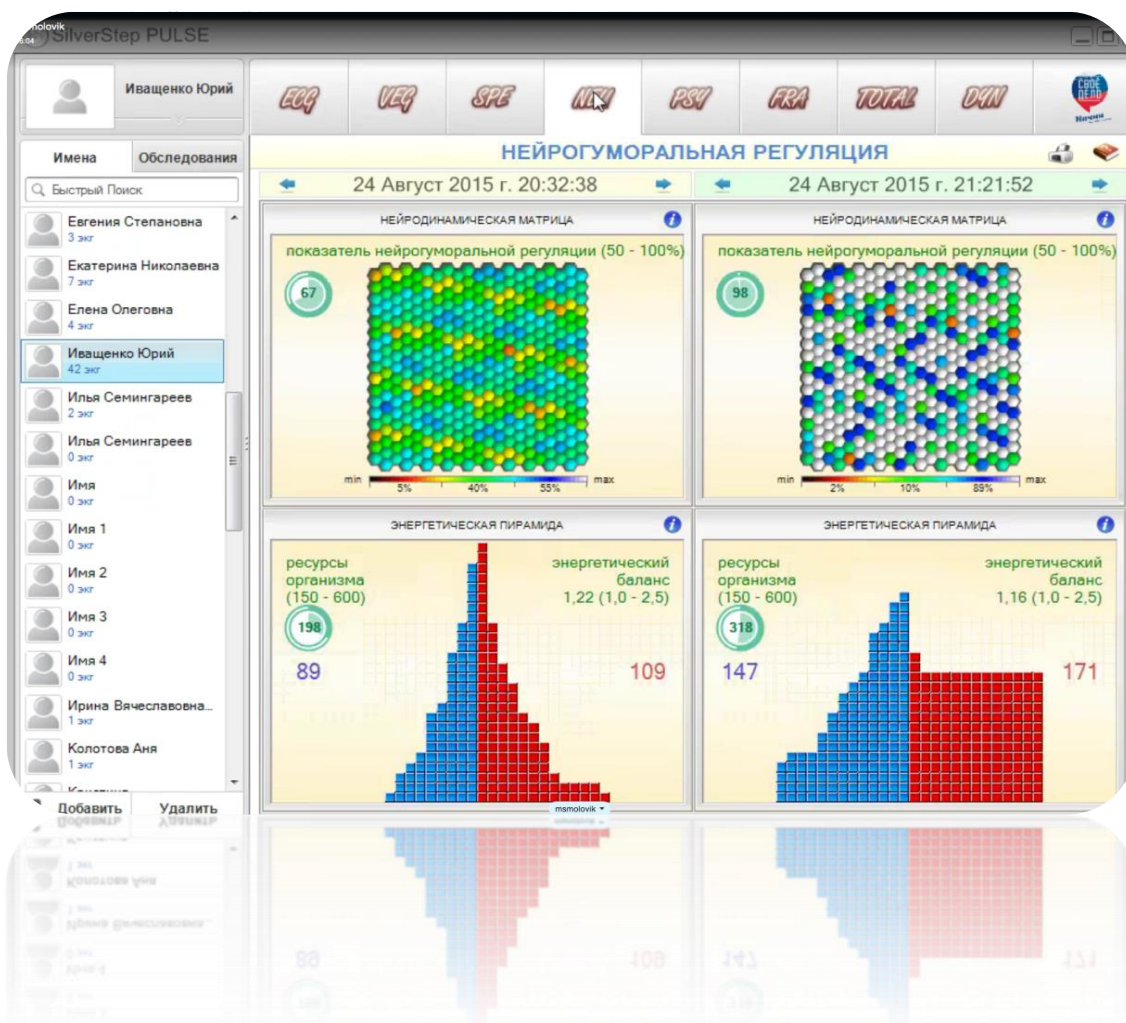 msmolovik
SilverStep PULSE
Иващенко Юрий
ECG
VEG
SPE
PSY
FRA
TOTAL
DYN
СВОЁ
ДЕЛО
Начни
Имена
Обследования
НЕЙРОГУМОРАЛЬНАЯ РЕГУЛЯЦИЯ
Быстрый Поиск
24 Август 2015 г. 20:32:38
24 Август 2015 г. 21:21:52
Евгения Степановна
3 экг
Екатерина Николаевна
7 экг
Елена Олеговна
4 экг
Иващенко Юрий
42 экг
Илья Семингареев
2 экг
Илья Семингареев
0 экг
Имя
0 экг
Имя 1
0 экг
Имя 2
0 экг
Имя 3
0 экг
Имя 4
0 экг
Ирина Вячеславовна...
1 экг
Колотова Аня
1 экг
Добавить
Удалить
НЕЙРОДИНАМИЧЕСКАЯ МАТРИЦА
показатель нейрогуморальной регуляции (50 - 100%)
67
min
5%
40%
55%
max
НЕЙРОДИНАМИЧЕСКАЯ МАТРИЦА
показатель нейрогуморальной регуляции (50 - 100%)
98
min
2%
10%
89%
max
ЭНЕРГЕТИЧЕСКАЯ ПИРАМИДА
ресурсы
организма
(150 - 600)
198
89
энергетический
баланс
1,22 (1,0 - 2,5)
109
ЭНЕРГЕТИЧЕСКАЯ ПИРАМИДА
ресурсы
организма
(150 - 600)
318
147
энергетический
баланс
1,16 (1,0 - 2,5)
171
msmolovik